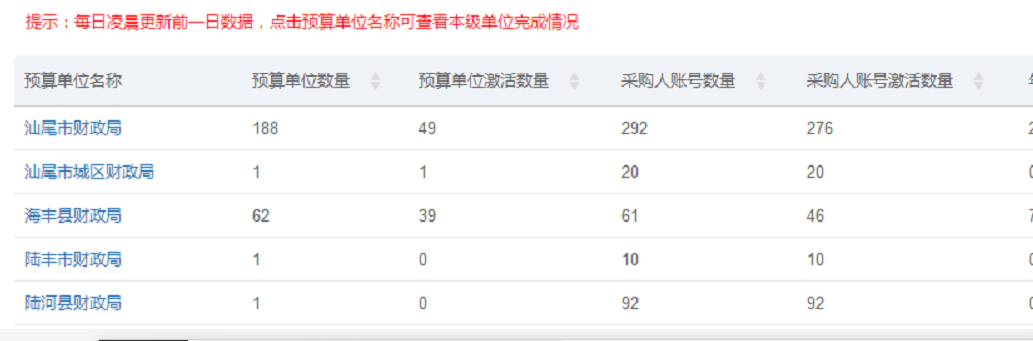 提示：每日凌晨更新前一日数据，点击预算单位名称可查看本级单位完成情况
预算单位名称 预算单位数量 预算单位激活数量 采购人账号数量 采购人账号激活数量
汕尾市财政局 188 49 292 276
汕尾市城区财政局 1 1 20 20
海丰县财政局 62 39 61 46
陆丰市财政局 1 0 10 10
陆河县财政局 1 0 92 92